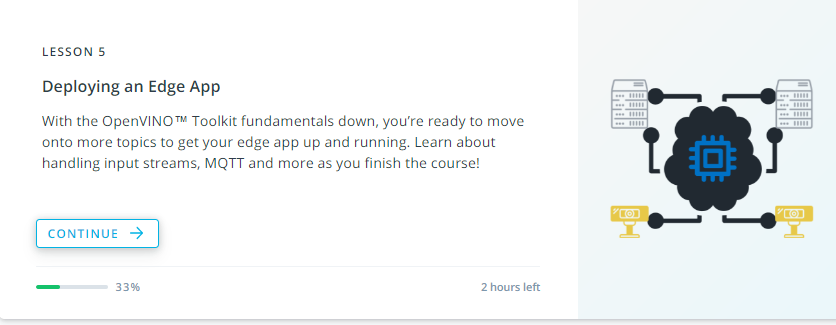 LESSON 5
Deploying an Edge App
With the OpenVINO™ Toolkit fundamentals down, you’re ready to move
onto more topics to get your edge app up and running. Learn about
handling input streams, MQTT and more as you finish the course!
CONTINUE
33%
2 hours left